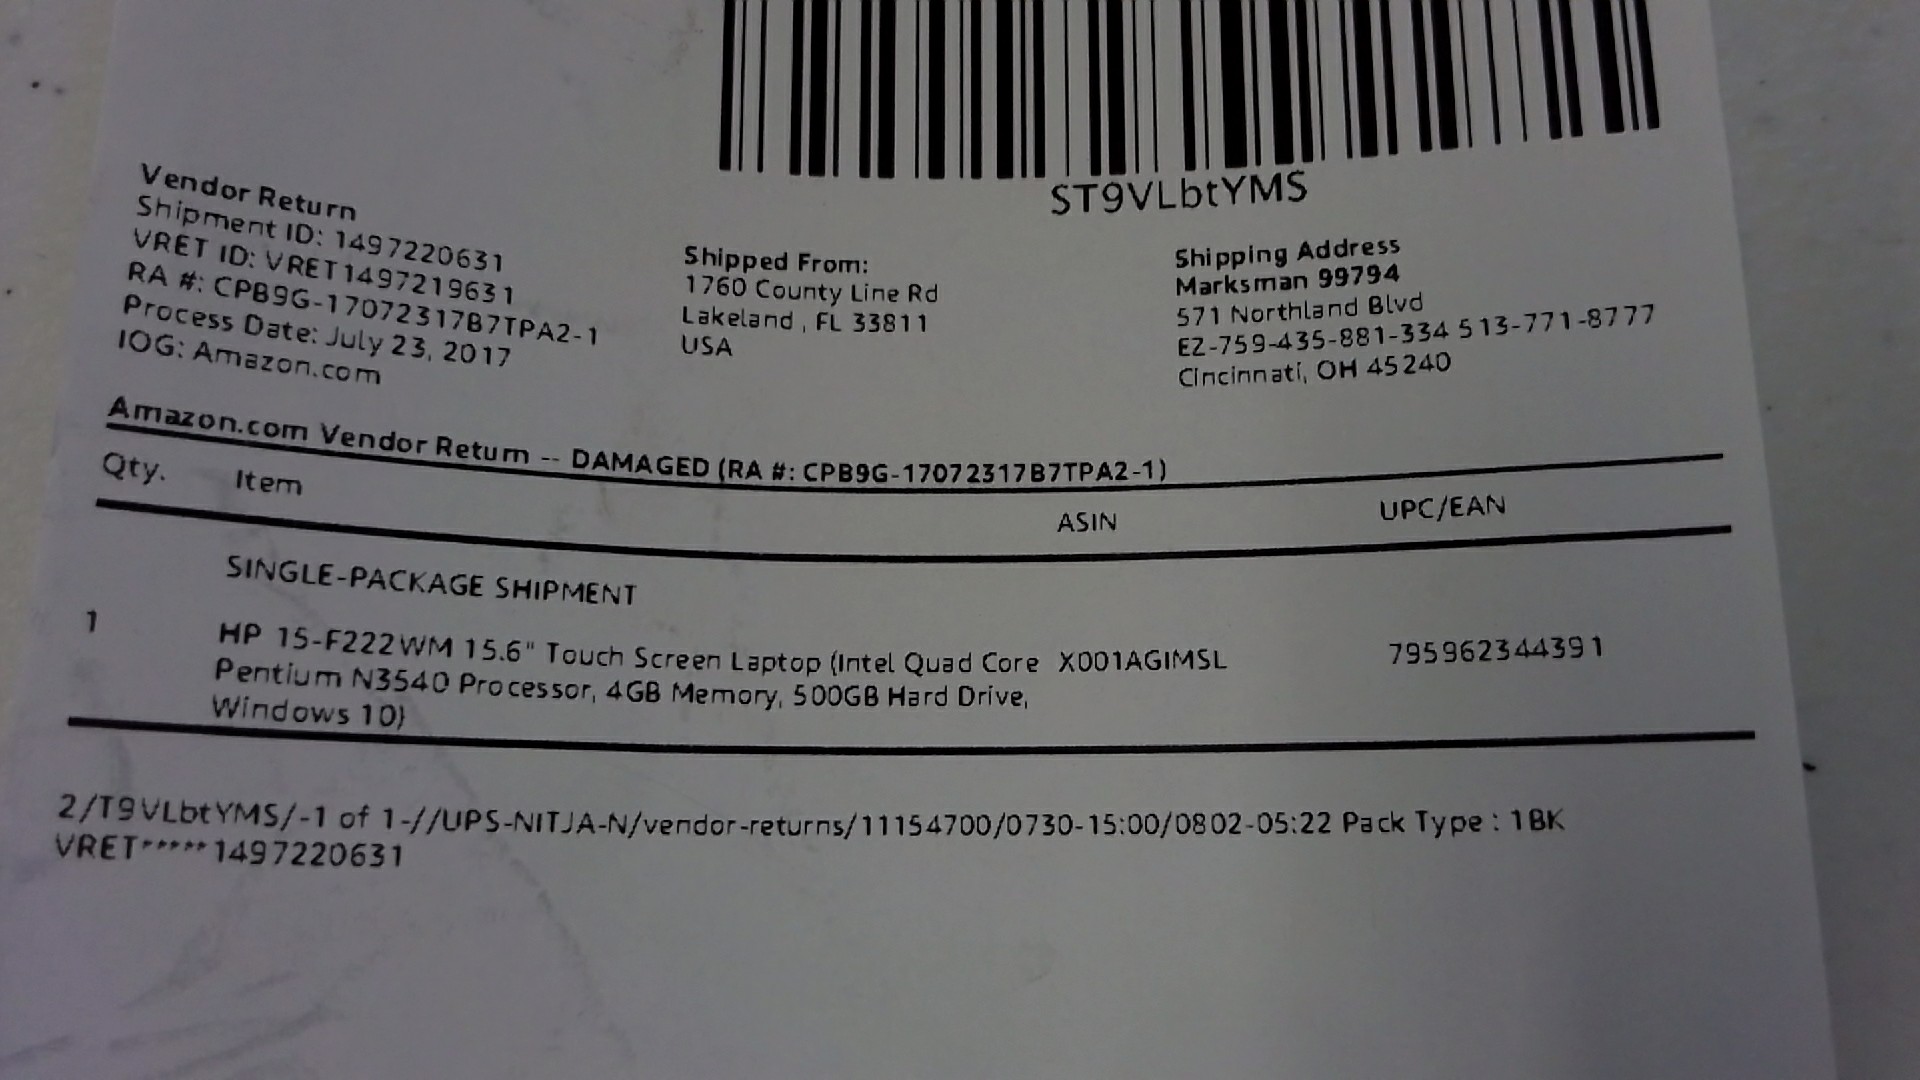 ST9VLbtYMS
Vendor Return
Shipment ID: 1497220631
VRET ID: VRET1497219631
RA #: CPB9G-17072317B7TPA2-1
Process Date: July 23, 2017
IOG: Amazon.com
Shipped From:
1760 County Line Rd
Lakeland , FL 33811
USA
Shipping Address
Marksman 99794
571 Northland Blvd
EZ-759-435-881-334 513-771-8777
Cincinnati, OH 45240
Amazon.com Vendor Return -- DAMAGED (RA #: CPB9G-17072317B7TPA2-1)
Qty. Item ASIN UPC/EAN
SINGLE-PACKAGE SHIPMENT
1 HP 15-F222WM 15.6" Touch Screen Laptop (Intel Quad Core X001AGIMSL 795962344391
Pentium N3540 Processor, 4GB Memory, 500GB Hard Drive,
Windows 10)
2/T9VLbtYMS/-1 of 1-//UPS-NITJA-N/vendor-returns/11154700/0730-15:00/0802-05:22 Pack Type : 1BK
VRET*****1497220631